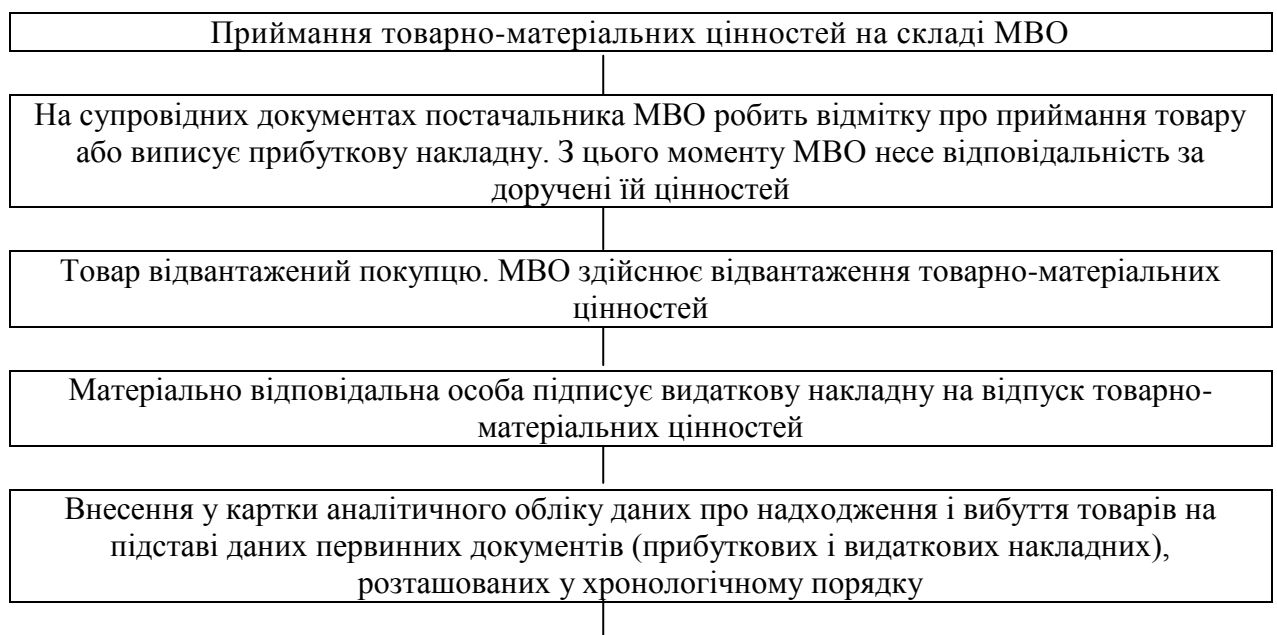 Приймання товарно-матеріальних цінностей на складі МВО
На супровідних документах постачальника МВО робить відмітку про приймання товару
або виписує прибуткову накладну. З цього моменту МВО несе відповідальність за
доручені їй цінностей
Товар відвантажений покупцю. МВО здійснює відвантаження товарно-матеріальних
цінностей
Матеріально відповідальна особа підписує видаткову накладну на відпуск товарно-
матеріальних цінностей
Внесення у картки аналітичного обліку даних про надходження і вибуття товарів на
підставі даних первинних документів (прибуткових і видаткових накладних),
розташованих у хронологічному порядку